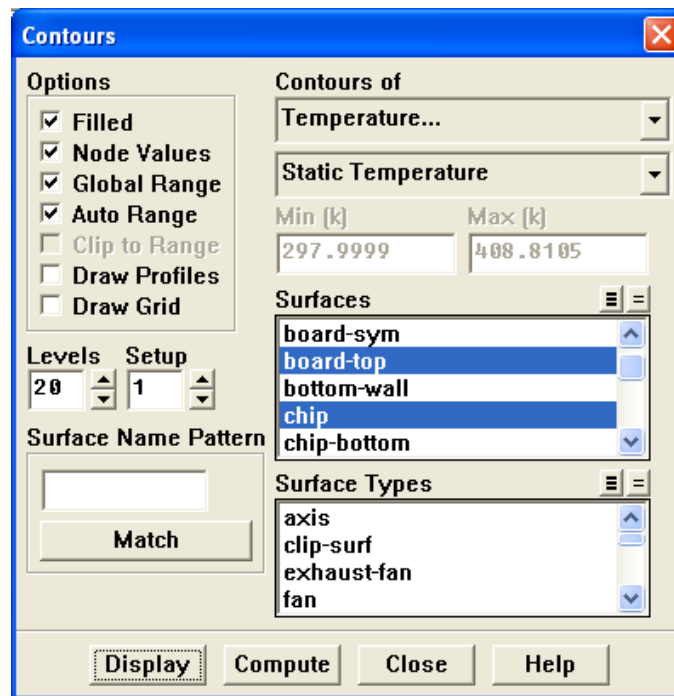 Contours
Options
Filled
Node Values
Global Range
Auto Range
Clip to Range
Draw Profiles
Draw Grid
Levels Setup
20 1
Surface Name Pattern
Match
Contours of
Temperature...
Static Temperature
Min (k) Max (k)
297.9999 408.8105
Surfaces
board-sym
board-top
bottom-wall
chip
chip-bottom
Surface Types
axis
clip-surf
exhaust-fan
fan
Display Compute Close Help